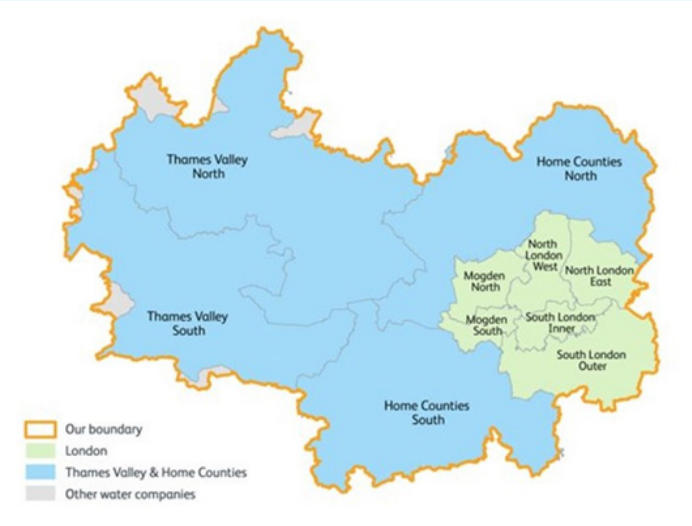 Thames Valley
North
Home Counties
North
North
London
West
North London
East
Mogden
North
Thames Valley
South
Mogden
South
South London
Inner
South London
Outer
Home Counties
South
Our boundary
London
Thames Valley & Home Counties
Other water companies